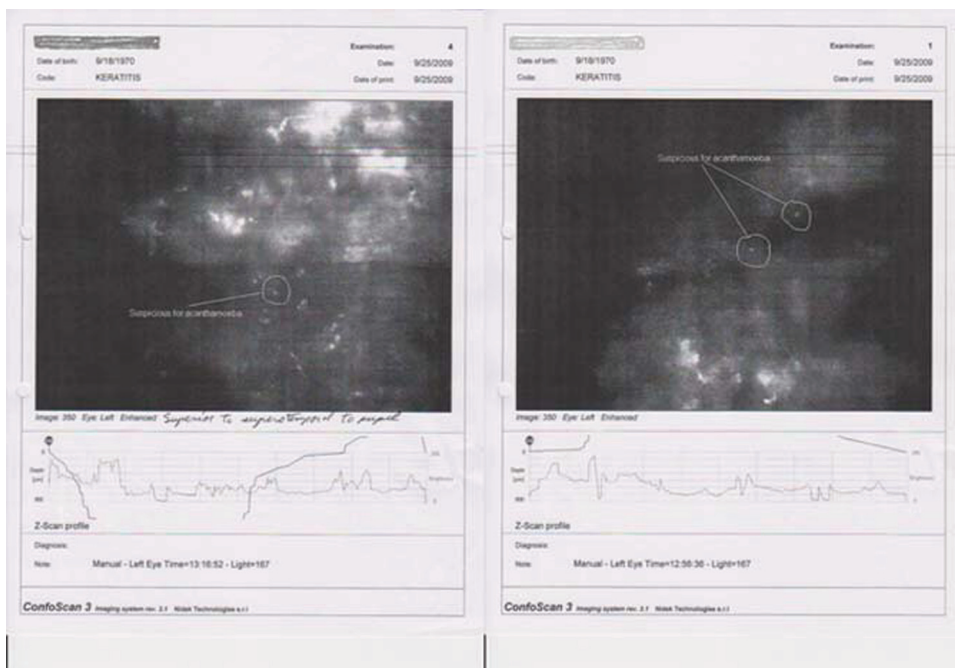 Examination: 4
Date of birth: 9/18/1970 Date: 9/25/2009
Code: KERATITIS Date of print: 9/25/2009
Suspicious for acanthamoeba
Image: 350 Eye: Left Enhanced Superior to superotemporal to pupil
Depth
[µm]
Brightness
Z-Scan profile
Diagnosis:
Note: Manual - Left Eye Time=13:16:52 - Light=167
ConfoScan 3 Imaging system rev. 3.1 Nidek Technologies s.r.l
Examination: 1
Date of birth: 9/18/1970 Date: 9/25/2009
Code: KERATITIS Date of print: 9/25/2009
Suspicious for acanthamoeba
Image: 350 Eye: Left Enhanced
Depth
[µm]
Brightness
Z-Scan profile
Diagnosis:
Note: Manual - Left Eye Time=12:56:36 - Light=167
ConfoScan 3 Imaging system rev. 3.1 Nidek Technologies s.r.l